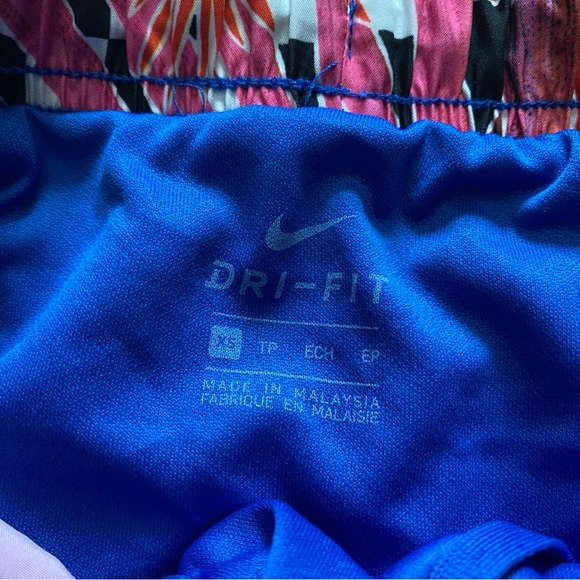 DRI-FIT
XS TP ECH EP
MADE IN MALAYSIA
FABRIQUE EN MALAISIE